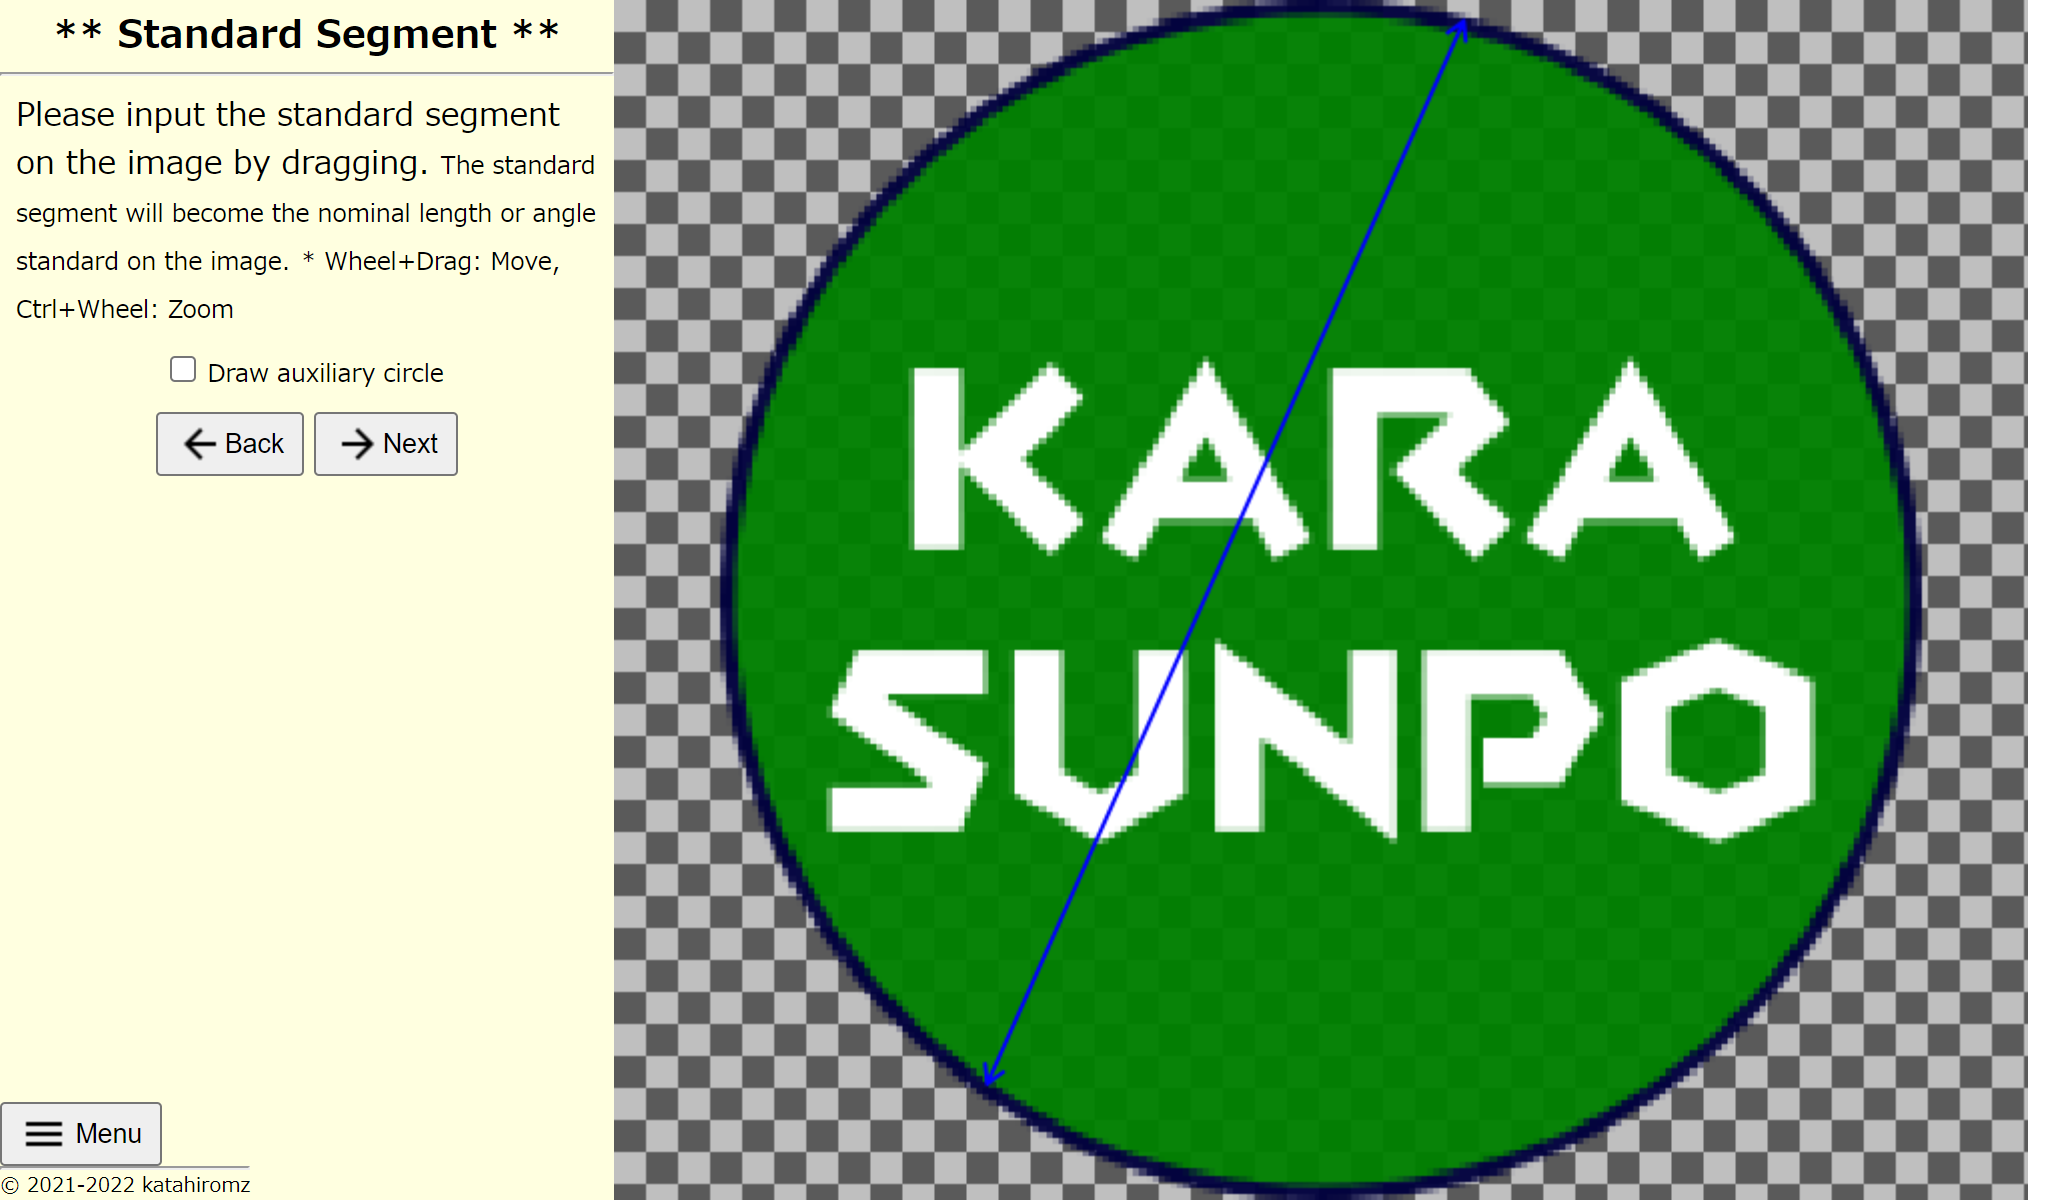 ** Standard Segment **
Please input the standard segment
on the image by dragging. The standard
segment will become the nominal length or angle
standard on the image. * Wheel+Drag: Move,
Ctrl+Wheel: Zoom
Draw auxiliary circle
Back
Next
Menu
© 2021-2022 katahiromz
KARA
SUNPO